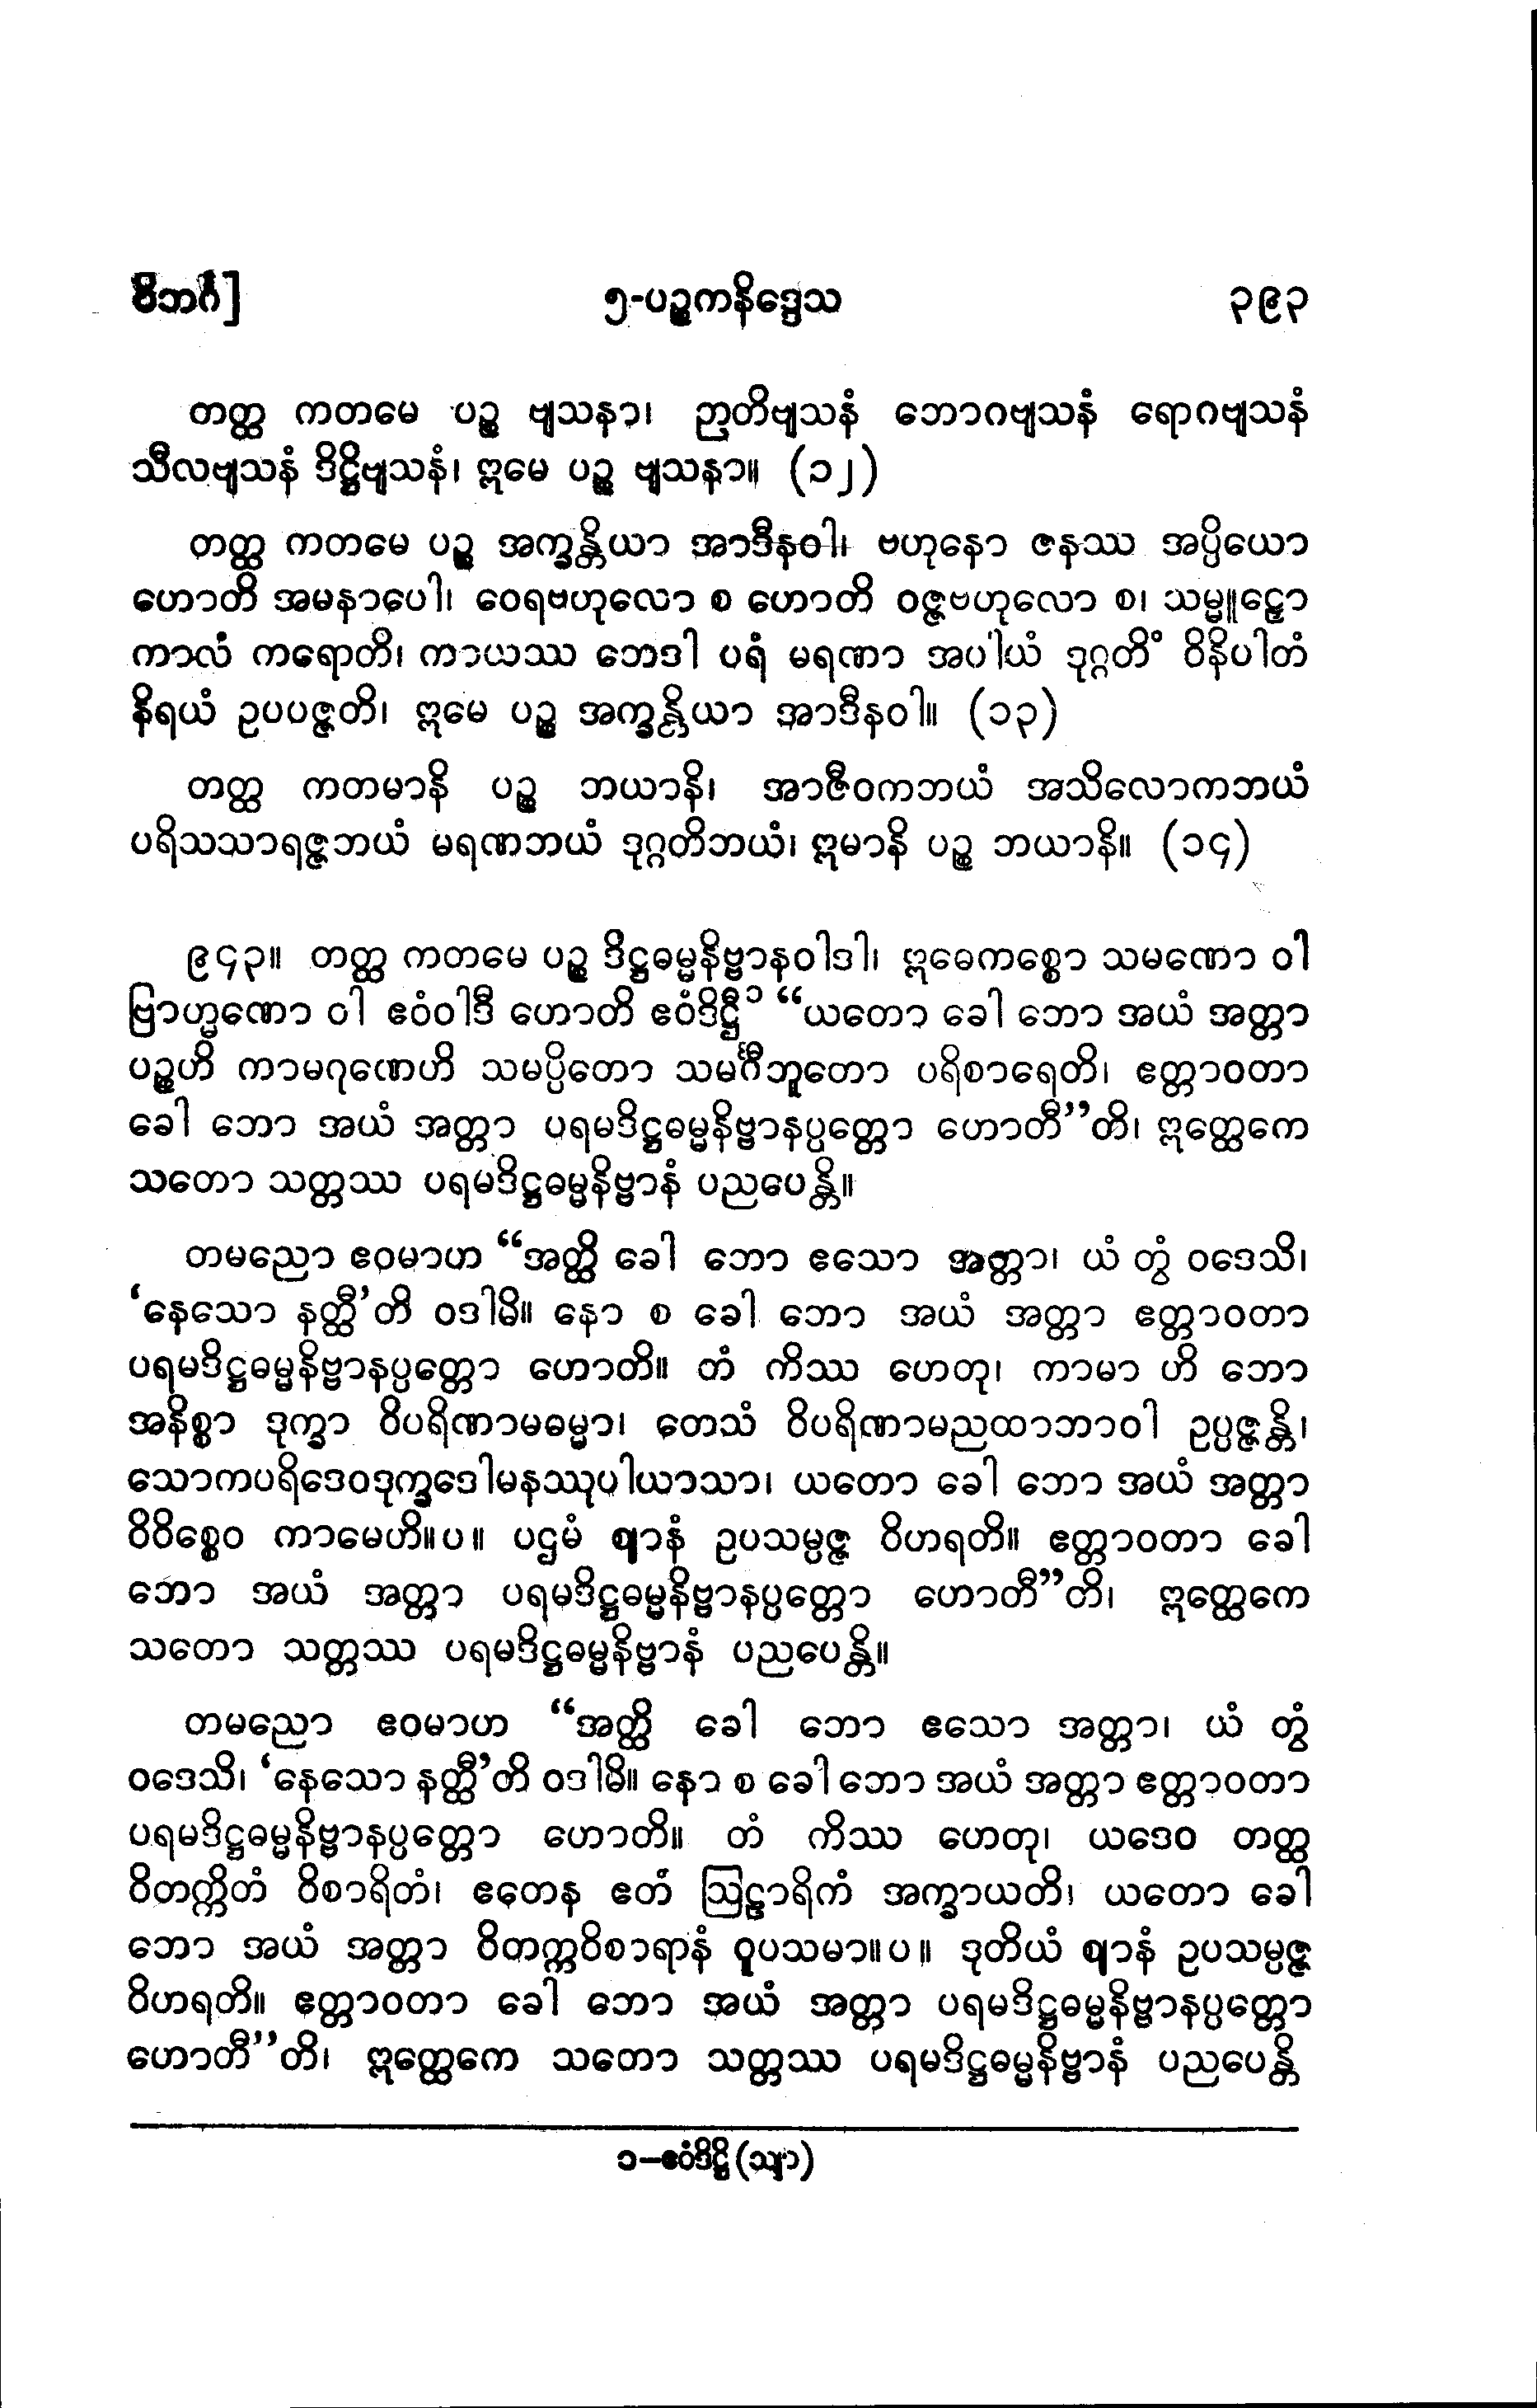 ဝိဘင်္ဂ]
၅-ပဉ္စကနိဒ္ဒေသ
၃၉၃
တတ္ထ ကတမေ ပဉ္စ ဗျသနာ၊ ဉာတိဗျသနံ ဘောဂဗျသနံ ရောဂဗျသနံ
သီလဗျသနံ ဒိဋ္ဌိဗျသနံ၊ ဣမေ ပဉ္စ ဗျသနာ။ (၁၂)
တတ္ထ ကတမေ ပဉ္စ အက္ခန္တိယာ အာဒီနဝါ၊ ဗဟုနော ဇနဿ အပ္ပိယော
ဟောတိ အမနာပေါ၊ ဝေရဗဟုလော စ ဟောတိ ဝဇ္ဇဗဟုလော စ၊ သမ္မူဠှော
ကာလံ ကရောတိ၊ ကာယဿ ဘေဒါ ပရံ မရဏာ အပါယံ ဒုဂ္ဂတိံ ဝိနိပါတံ
နိရယံ ဥပပဇ္ဇတိ၊ ဣမေ ပဉ္စ အက္ခန္တိယာ အာဒီနဝါ။ (၁၃)
တတ္ထ ကတမာနိ ပဉ္စ ဘယာနိ၊ အာဇီဝကဘယံ အသိလောကဘယံ
ပရိသသာရဇ္ဇဘယံ မရဏဘယံ ဒုဂ္ဂတိဘယံ၊ ဣမာနိ ပဉ္စ ဘယာနိ။ (၁၄)
၉၄၃။ တတ္ထ ကတမေ ပဉ္စ ဒိဋ္ဌဓမ္မနိဗ္ဗာနဝါဒါ၊ ဣဓေကစ္စော သမဏော ဝါ
ဗြာဟ္မဏော ဝါ ဧဝံဝါဒီ ဟောတိ ဧဝံဒိဋ္ဌီ ၁ “ယတော ခေါ ဘော အယံ အတ္တာ
ပဉ္စဟိ ကာမဂုဏေဟိ သမပ္ပိတော သမင်္ဂီဘူတော ပရိစာရေတိ၊ ဧတ္တာဝတာ
ခေါ ဘော အယံ အတ္တာ ပရမဒိဋ္ဌဓမ္မနိဗ္ဗာနပ္ပတ္တော ဟောတီ”တိ၊ ဣတ္ထေကေ
သတော သတ္တဿ ပရမဒိဋ္ဌဓမ္မနိဗ္ဗာနံ ပညပေန္တိ။
တမညော ဧဝမာဟ “အတ္ထိ ခေါ ဘော ဧသော အတ္တာ၊ ယံ တွံ ဝဒေသိ၊
‘နေသော နတ္ထီ’တိ ဝဒါမိ။ နော စ ခေါ ဘော အယံ အတ္တာ ဧတ္တာဝတာ
ပရမဒိဋ္ဌဓမ္မနိဗ္ဗာနပ္ပတ္တော ဟောတိ။ တံ ကိဿ ဟေတု၊ ကာမာ ဟိ ဘော
အနိစ္စာ ဒုက္ခာ ဝိပရိဏာမဓမ္မာ၊ တေသံ ဝိပရိဏာမညထာဘာဝါ ဥပ္ပဇ္ဇန္တိ၊
သောကပရိဒေဝဒုက္ခဒေါမနဿုပါယာသာ၊ ယတော ခေါ ဘော အယံ အတ္တာ
ဝိဝိစ္စေဝ ကာမေဟိ။ပ။ ပဌမံ ဈာနံ ဥပသမ္ပဇ္ဇ ဝိဟရတိ။ ဧတ္တာဝတာ ခေါ
ဘော အယံ အတ္တာ ပရမဒိဋ္ဌဓမ္မနိဗ္ဗာနပ္ပတ္တော ဟောတီ”တိ၊ ဣတ္ထေကေ
သတော သတ္တဿ ပရမဒိဋ္ဌဓမ္မနိဗ္ဗာနံ ပညပေန္တိ။
တမညော ဧဝမာဟ “အတ္ထိ ခေါ ဘော ဧသော အတ္တာ၊ ယံ တွံ
ဝဒေသိ၊ ‘နေသော နတ္ထီ’တိ ဝဒါမိ။ နော စ ခေါ ဘော အယံ အတ္တာ ဧတ္တာဝတာ
ပရမဒိဋ္ဌဓမ္မနိဗ္ဗာနပ္ပတ္တော ဟောတိ။ တံ ကိဿ ဟေတု၊ ယဒေဝ တတ္ထ
ဝိတက္ကိတံ ဝိစာရိတံ၊ ဧတေန ဧတံ ဩဠာရိကံ အက္ခာယတိ၊ ယတော ခေါ
ဘော အယံ အတ္တာ ဝိတက္ကဝိစာရာနံ ဝူပသမာ။ပ။ ဒုတိယံ ဈာနံ ဥပသမ္ပဇ္ဇ
ဝိဟရတိ။ ဧတ္တာဝတာ ခေါ ဘော အယံ အတ္တာ ပရမဒိဋ္ဌဓမ္မနိဗ္ဗာနပ္ပတ္တော
ဟောတီ”တိ၊ ဣတ္ထေကေ သတော သတ္တဿ ပရမဒိဋ္ဌဓမ္မနိဗ္ဗာနံ ပညပေန္တိ
၁–ဧဝံဒိဋ္ဌိ (သျာ)